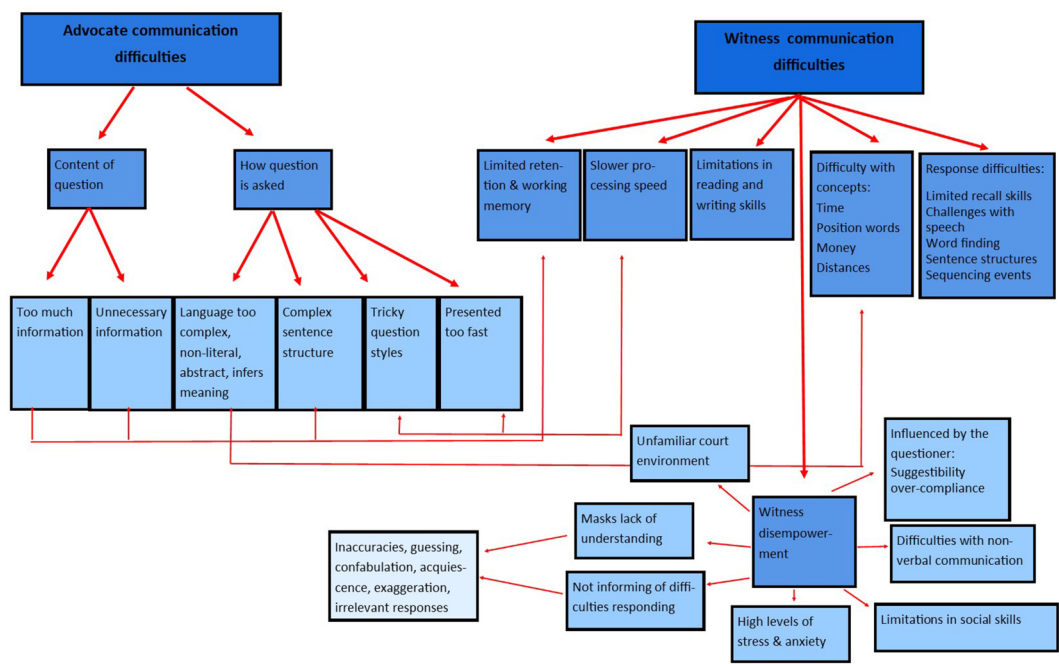 Advocate communication
difficulties
Witness communication
difficulties
Content of
question
How question
is asked
Limited reten-
tion & working
memory
Slower pro-
cessing speed
Limitations in
reading and
writing skills
Difficulty with
concepts:
Time
Position words
Money
Distances
Response difficulties:
Limited recall skills
Challenges with
speech
Word finding
Sentence structures
Sequencing events
Too much
information
Unnecessary
information
Language too
complex,
non-literal,
abstract, infers
meaning
Complex
sentence
structure
Tricky
question
styles
Presented
too fast
Unfamiliar court
environment
Influenced by the
questioner:
Suggestibility
over-compliance
Witness
disempower-
ment
Masks lack of
understanding
Inaccuracies, guessing,
confabulation, acquies-
cence, exaggeration,
irrelevant responses
Difficulties with non-
verbal communication
Not informing of diffi-
culties responding
High levels of
stress & anxiety
Limitations in social skills